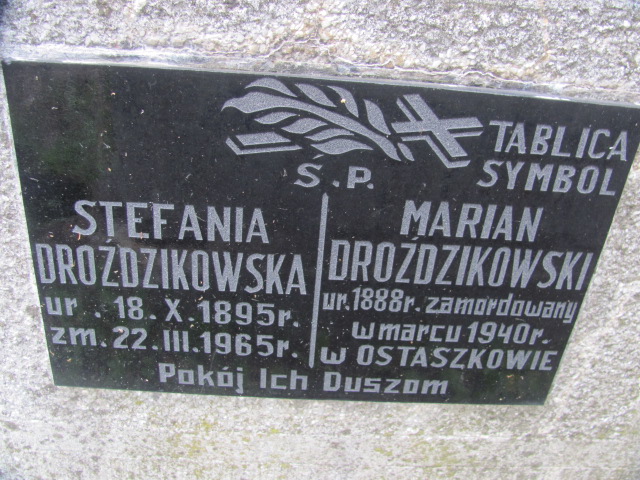 TABLICA
SYMBOL
Ś.P.
STEFANIA
DROŹDZIKOWSKA
ur. 18.X.1895r.
zm. 22.III.1965r.
MARIAN
DROŹDZIKOWSKI
ur. 1888r. zamordowany
w marcu 1940r.
w OSTASZKOWIE
Pokój Ich Duszom